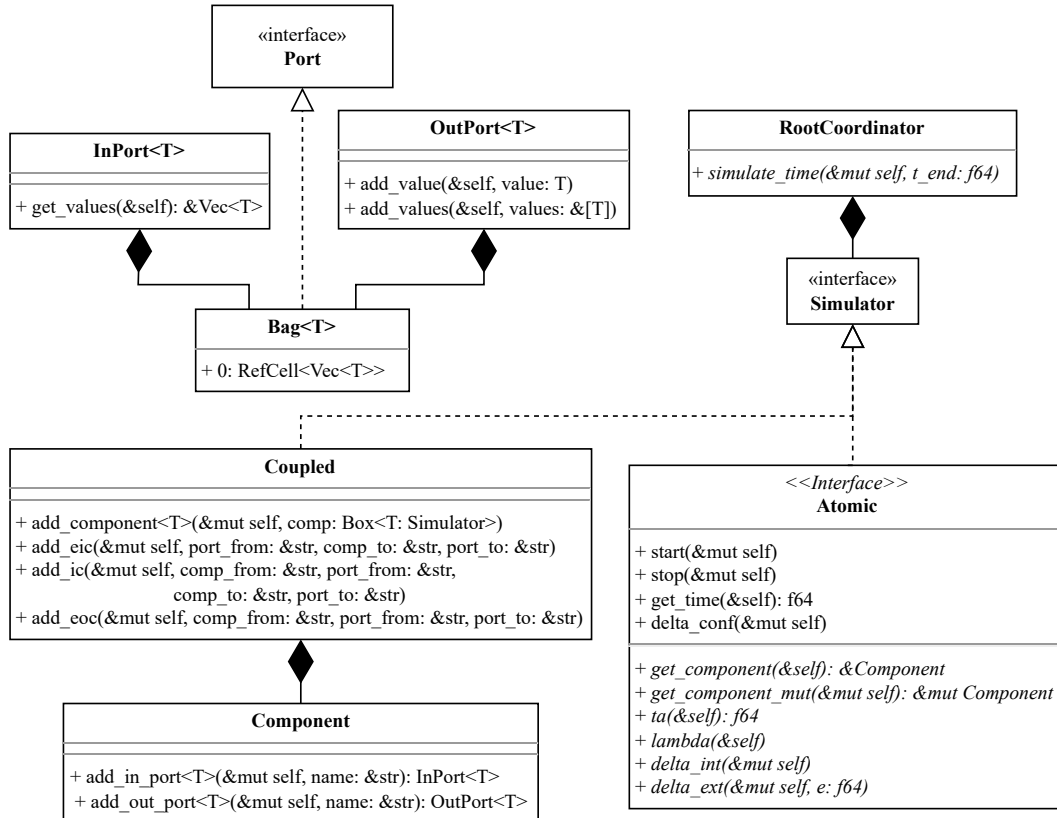 «interface»
Port
InPort<T>
+ get_values(&self): &Vec<T>
OutPort<T>
+ add_value(&self, value: T)
+ add_values(&self, values: &[T])
RootCoordinator
+ simulate_time(&mut self, t_end: f64)
«interface»
Simulator
Bag<T>
+ 0: RefCell<Vec<T>>
Coupled
+ add_component<T>(&mut self, comp: Box<T: Simulator>)
+ add_eic(&mut self, port_from: &str, comp_to: &str, port_to: &str)
+ add_ic(&mut self, comp_from: &str, port_from: &str,
comp_to: &str, port_to: &str)
+ add_eoc(&mut self, comp_from: &str, port_from: &str, port_to: &str)
<<Interface>>
Atomic
+ start(&mut self)
+ stop(&mut self)
+ get_time(&self): f64
+ delta_conf(&mut self)
+ get_component(&self): &Component
+ get_component_mut(&mut self): &mut Component
+ ta(&self): f64
+ lambda(&self)
+ delta_int(&mut self)
+ delta_ext(&mut self, e: f64)
Component
+ add_in_port<T>(&mut self, name: &str): InPort<T>
+ add_out_port<T>(&mut self, name: &str): OutPort<T>